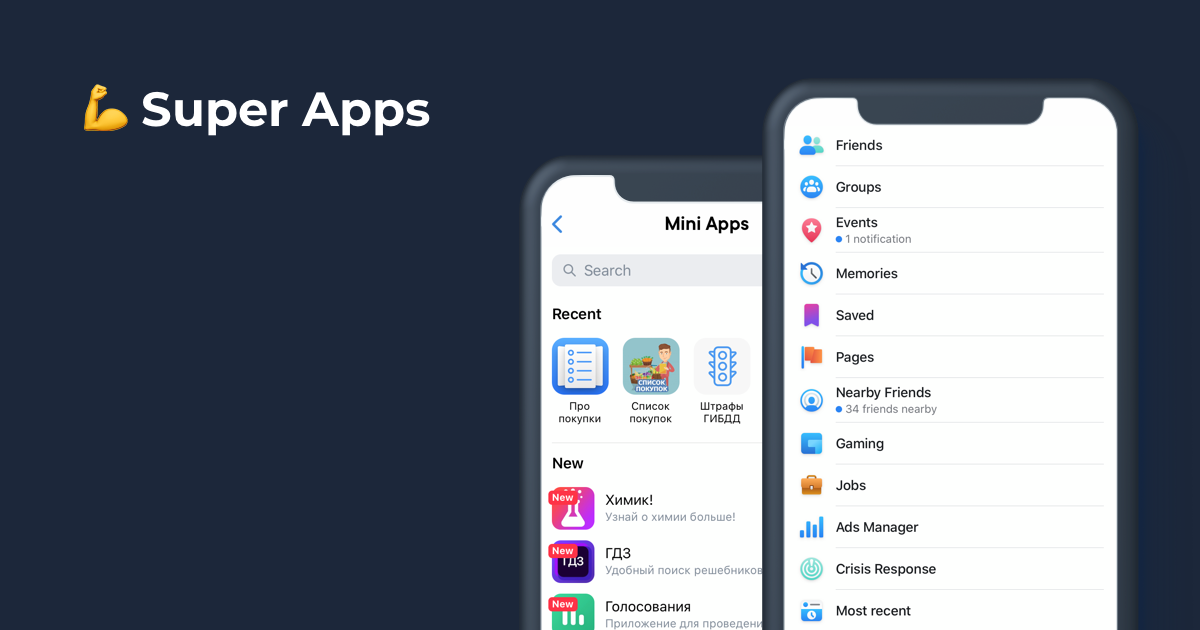 💪 Super Apps
Mini Apps
Search
Recent
СПИСОК
ПОКУПОК
Про
покупки
Список
покупок
Штрафы
ГИБДД
New
New
Химик!
Узнай о химии больше!
New
ГДЗ
ГДЗ
Удобный поиск решебников
New
Голосования
Приложение для проведени
Friends
Groups
Events
1 notification
Memories
Saved
Pages
Nearby Friends
34 friends nearby
Gaming
Jobs
Ads Manager
Crisis Response
Most recent